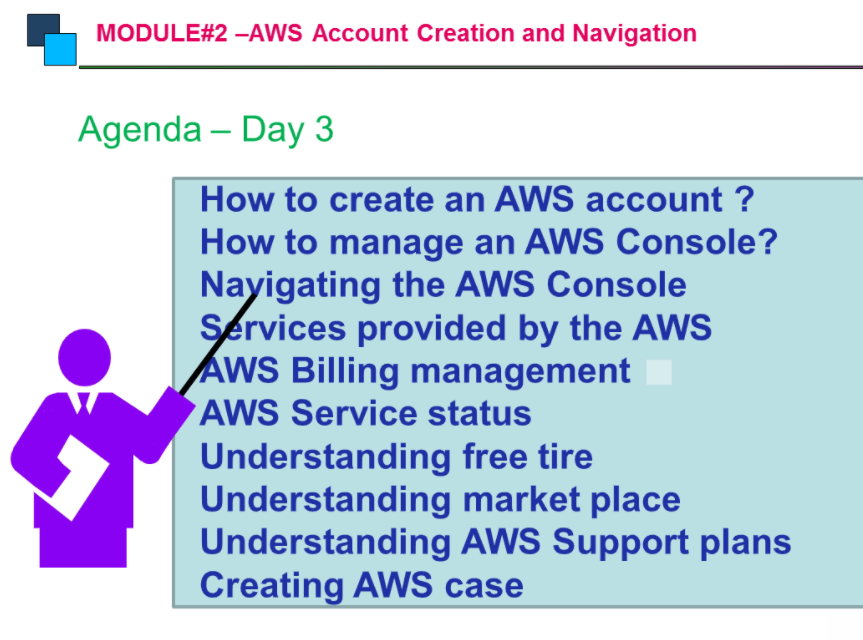 MODULE#2 –AWS Account Creation and Navigation
Agenda – Day 3
How to create an AWS account ?
How to manage an AWS Console?
Navigating the AWS Console
Services provided by the AWS
AWS Billing management
AWS Service status
Understanding free tire
Understanding market place
Understanding AWS Support plans
Creating AWS case